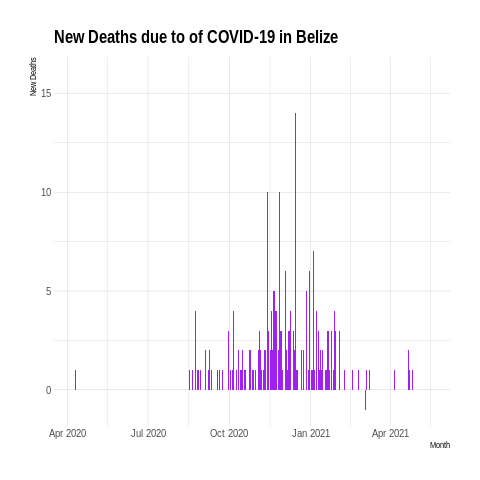 New Deaths due to of COVID-19 in Belize
New Deaths
15
10
5
0
Apr 2020 Jul 2020 Oct 2020 Jan 2021 Apr 2021
Month